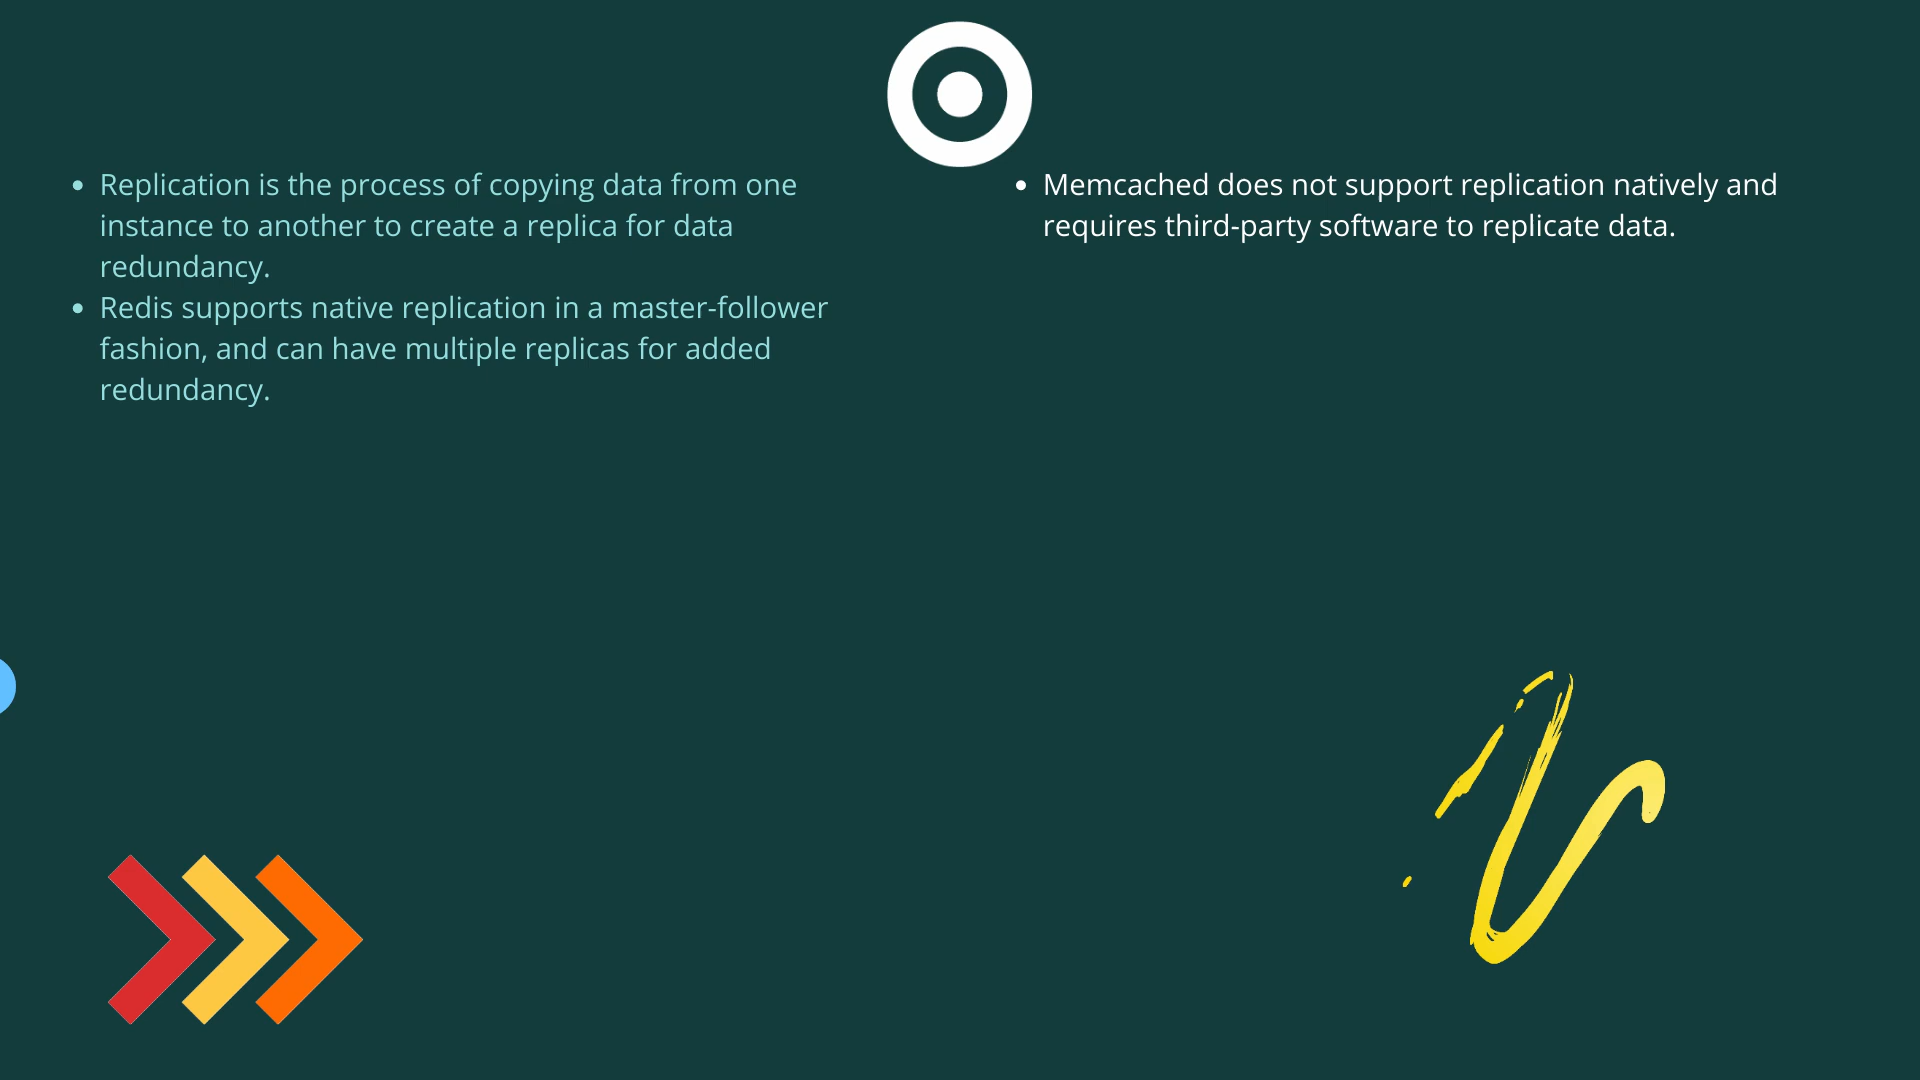 • Replication is the process of copying data from one
instance to another to create a replica for data
redundancy.
• Redis supports native replication in a master-follower
fashion, and can have multiple replicas for added
redundancy.
• Memcached does not support replication natively and
requires third-party software to replicate data.